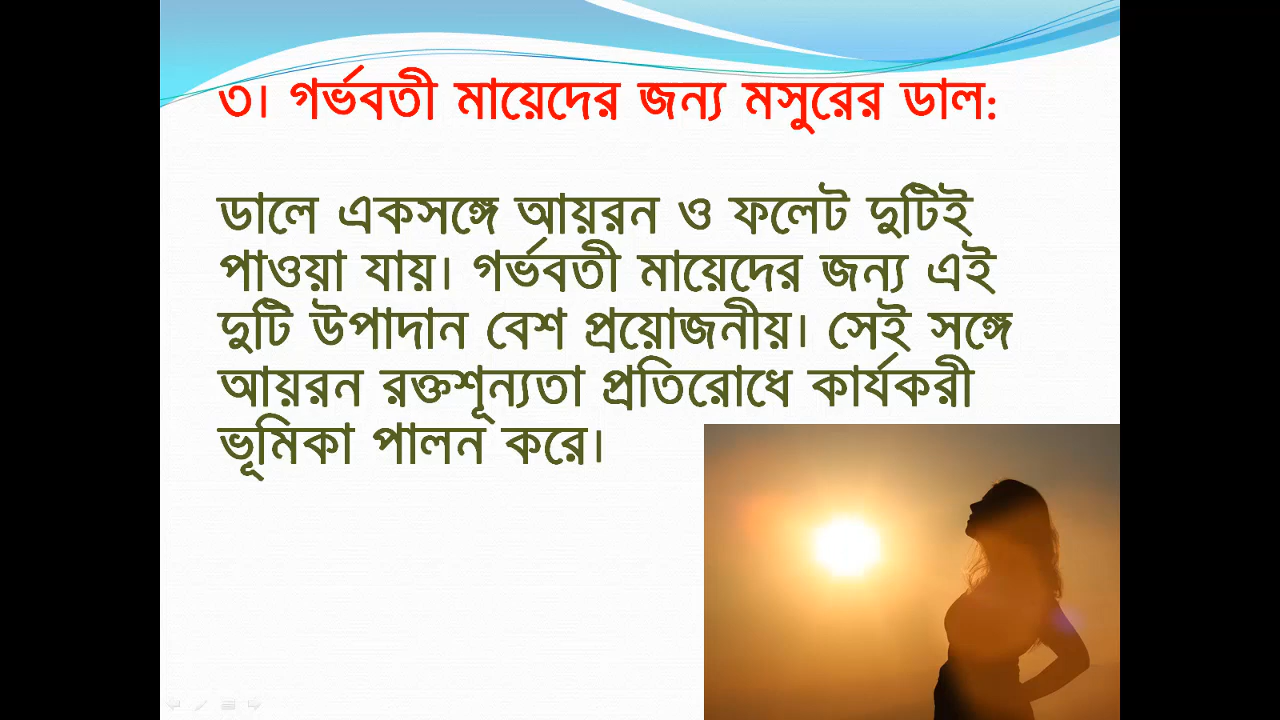 ৩। গর্ভবতী মায়েদের জন্য মসুরের ডাল:
ডালে একসঙ্গে আয়রন ও ফলেট দুটিই
পাওয়া যায়। গর্ভবতী মায়েদের জন্য এই
দুটি উপাদান বেশ প্রয়োজনীয়। সেই সঙ্গে
আয়রন রক্তশূন্যতা প্রতিরোধে কার্যকরী
ভূমিকা পালন করে।